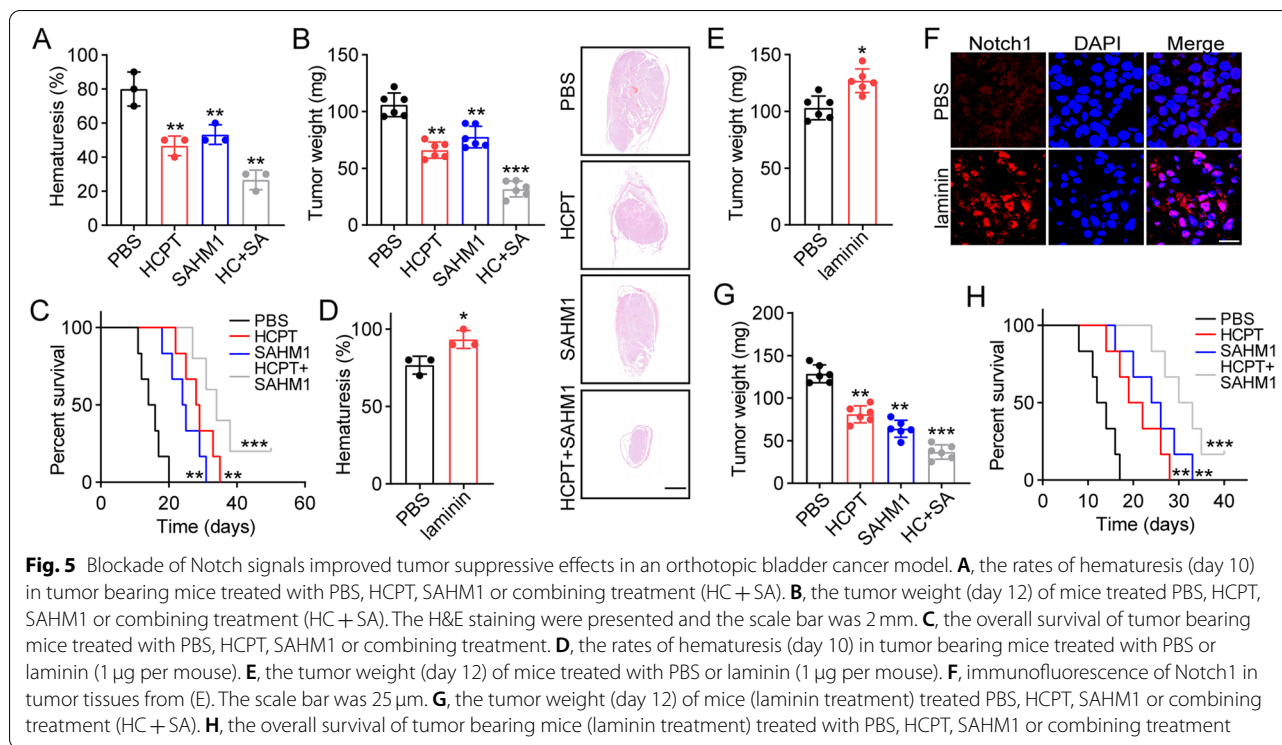 A
Hematuresis (%)
100
80
60
40
20
0
**
**
**
PBS
HCPT
SAHM1
HC+SA
B
Tumor weight (mg)
150
100
50
0
**
**
***
PBS
HCPT
SAHM1
HC+SA
PBS
HCPT
SAHM1
HCPT+SAHM1
E
Tumor weight (mg)
150
100
50
0
*
PBS
laminin
F
Notch1
DAPI
Merge
PBS
laminin
C
Percent survival
100
50
0
0
20
40
60
Time (days)
PBS
HCPT
SAHM1
HCPT+
SAHM1
***
**
**
D
Hematuresis (%)
100
50
0
*
PBS
laminin
G
Tumor weight (mg)
200
150
100
50
0
**
**
***
PBS
HCPT
SAHM1
HC+SA
H
Percent survival
100
50
0
0
10
20
30
40
Time (days)
PBS
HCPT
SAHM1
HCPT+
SAHM1
***
**
**
Fig. 5 Blockade of Notch signals improved tumor suppressive effects in an orthotopic bladder cancer model. A, the rates of hematuresis (day 10)
in tumor bearing mice treated with PBS, HCPT, SAHM1 or combining treatment (HC + SA). B, the tumor weight (day 12) of mice treated PBS, HCPT,
SAHM1 or combining treatment (HC + SA). The H&E staining were presented and the scale bar was 2 mm. C, the overall survival of tumor bearing
mice treated with PBS, HCPT, SAHM1 or combining treatment. D, the rates of hematuresis (day 10) in tumor bearing mice treated with PBS or
laminin (1 μg per mouse). E, the tumor weight (day 12) of mice treated with PBS or laminin (1 μg per mouse). F, immunofluorescence of Notch1 in
tumor tissues from (E). The scale bar was 25 μm. G, the tumor weight (day 12) of mice (laminin treatment) treated PBS, HCPT, SAHM1 or combining
treatment (HC + SA). H, the overall survival of tumor bearing mice (laminin treatment) treated with PBS, HCPT, SAHM1 or combining treatment